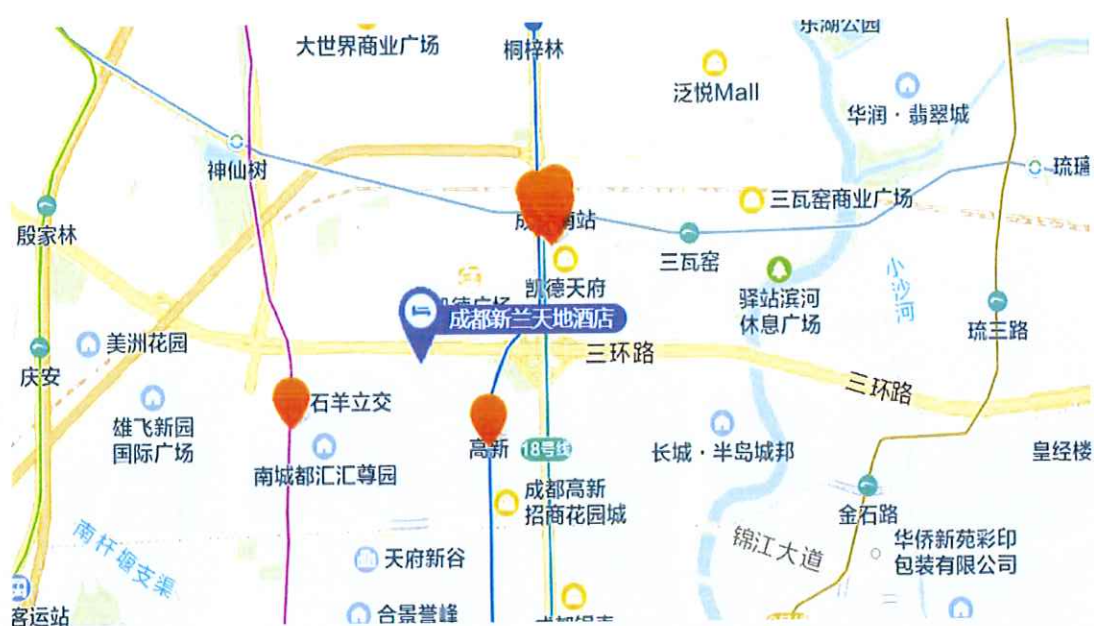 东湖公园
大世界商业广场
桐梓林
泛悦Mall
华润·翡翠城
神仙树
琉璃
三瓦窑商业广场
殷家林
南站
三瓦窑
凯德天府
驿站滨河
休息广场
小沙河
成都新兰天地酒店
琉三路
美洲花园
三环路
庆安
三环路
石羊立交
雄飞新园
国际广场
高新
18号线
长城·半岛城邦
皇经楼
南城都汇汇尊园
成都高新
招商花园城
金石路
南杆堰支渠
天府新谷
锦江大道
华侨新苑彩印
包装有限公司
客运站
合景誉峰